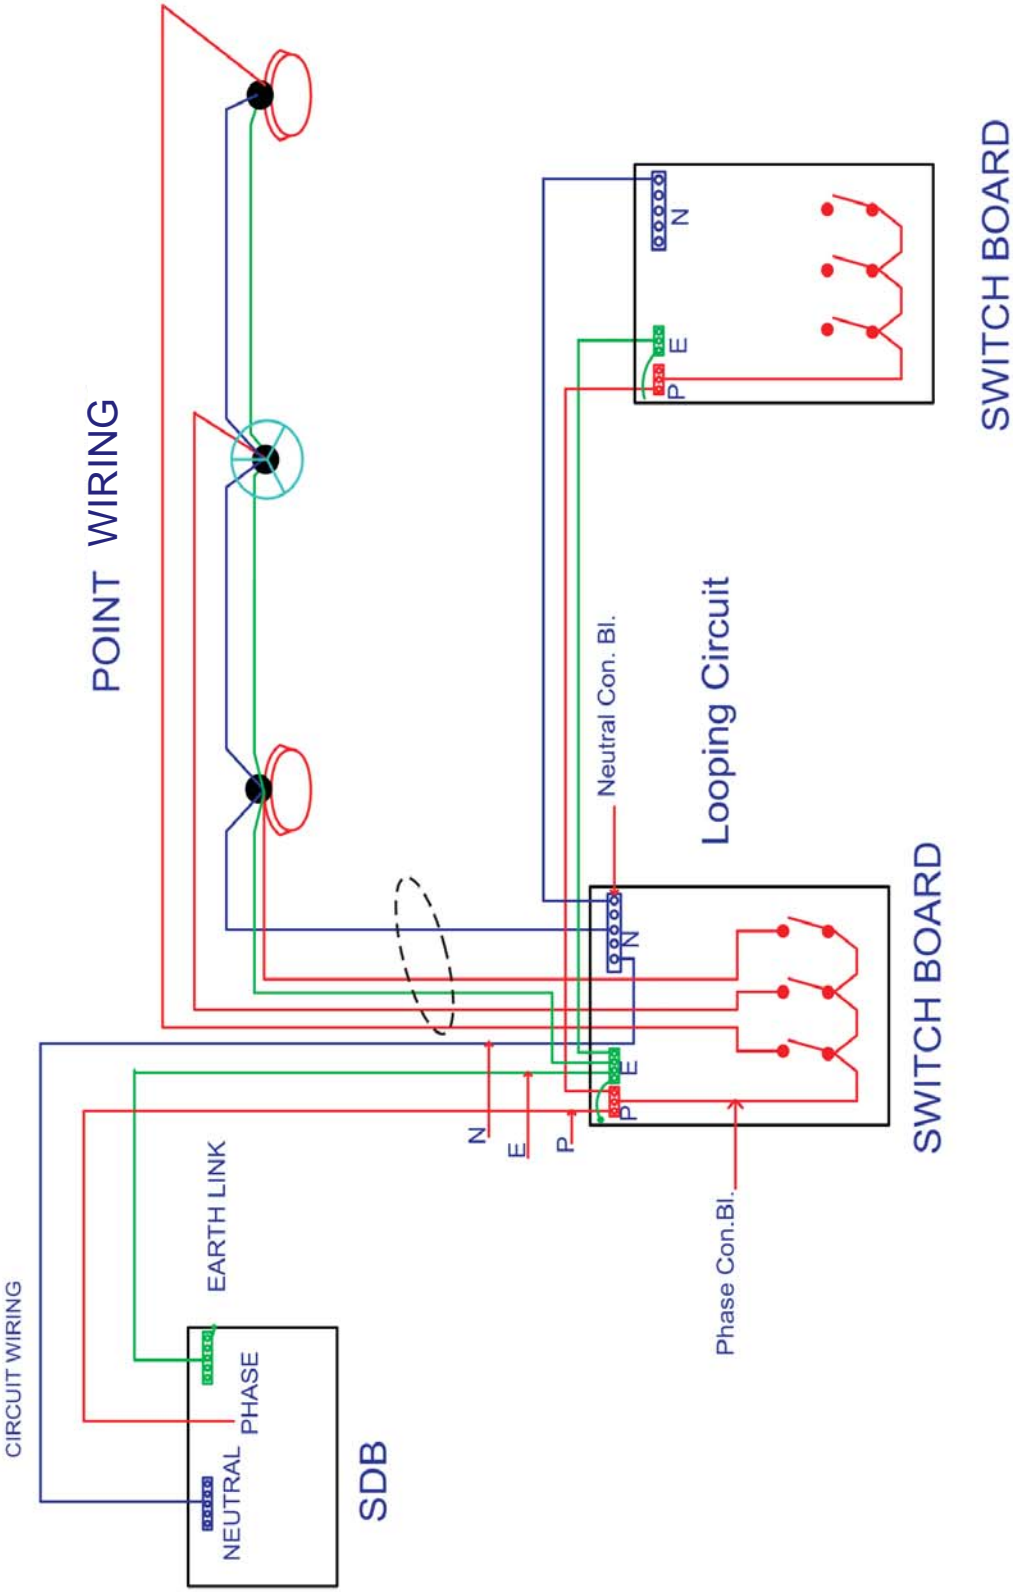 CIRCUIT WIRING
POINT WIRING
EARTH LINK
NEUTRAL
PHASE
SDB
N
E
P
Phase Con.Bl.
P
E
N
SWITCH BOARD
Neutral Con. Bl.
Looping Circuit
P
E
N
SWITCH BOARD